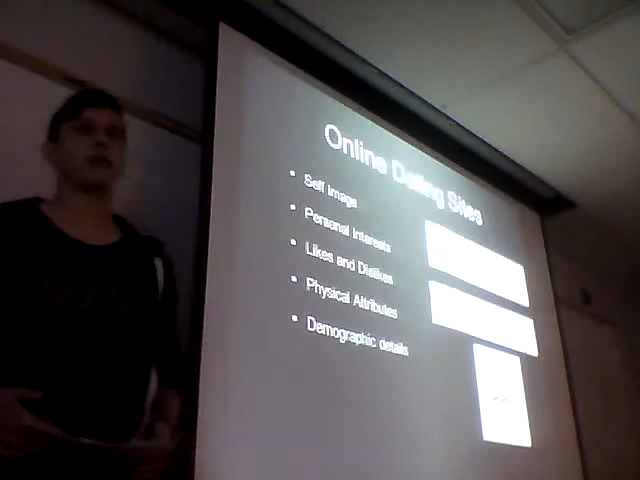 Online Dating Sites
Self Image
Personal Interests
Likes and Dislikes
Physical Attributes
Demographic details